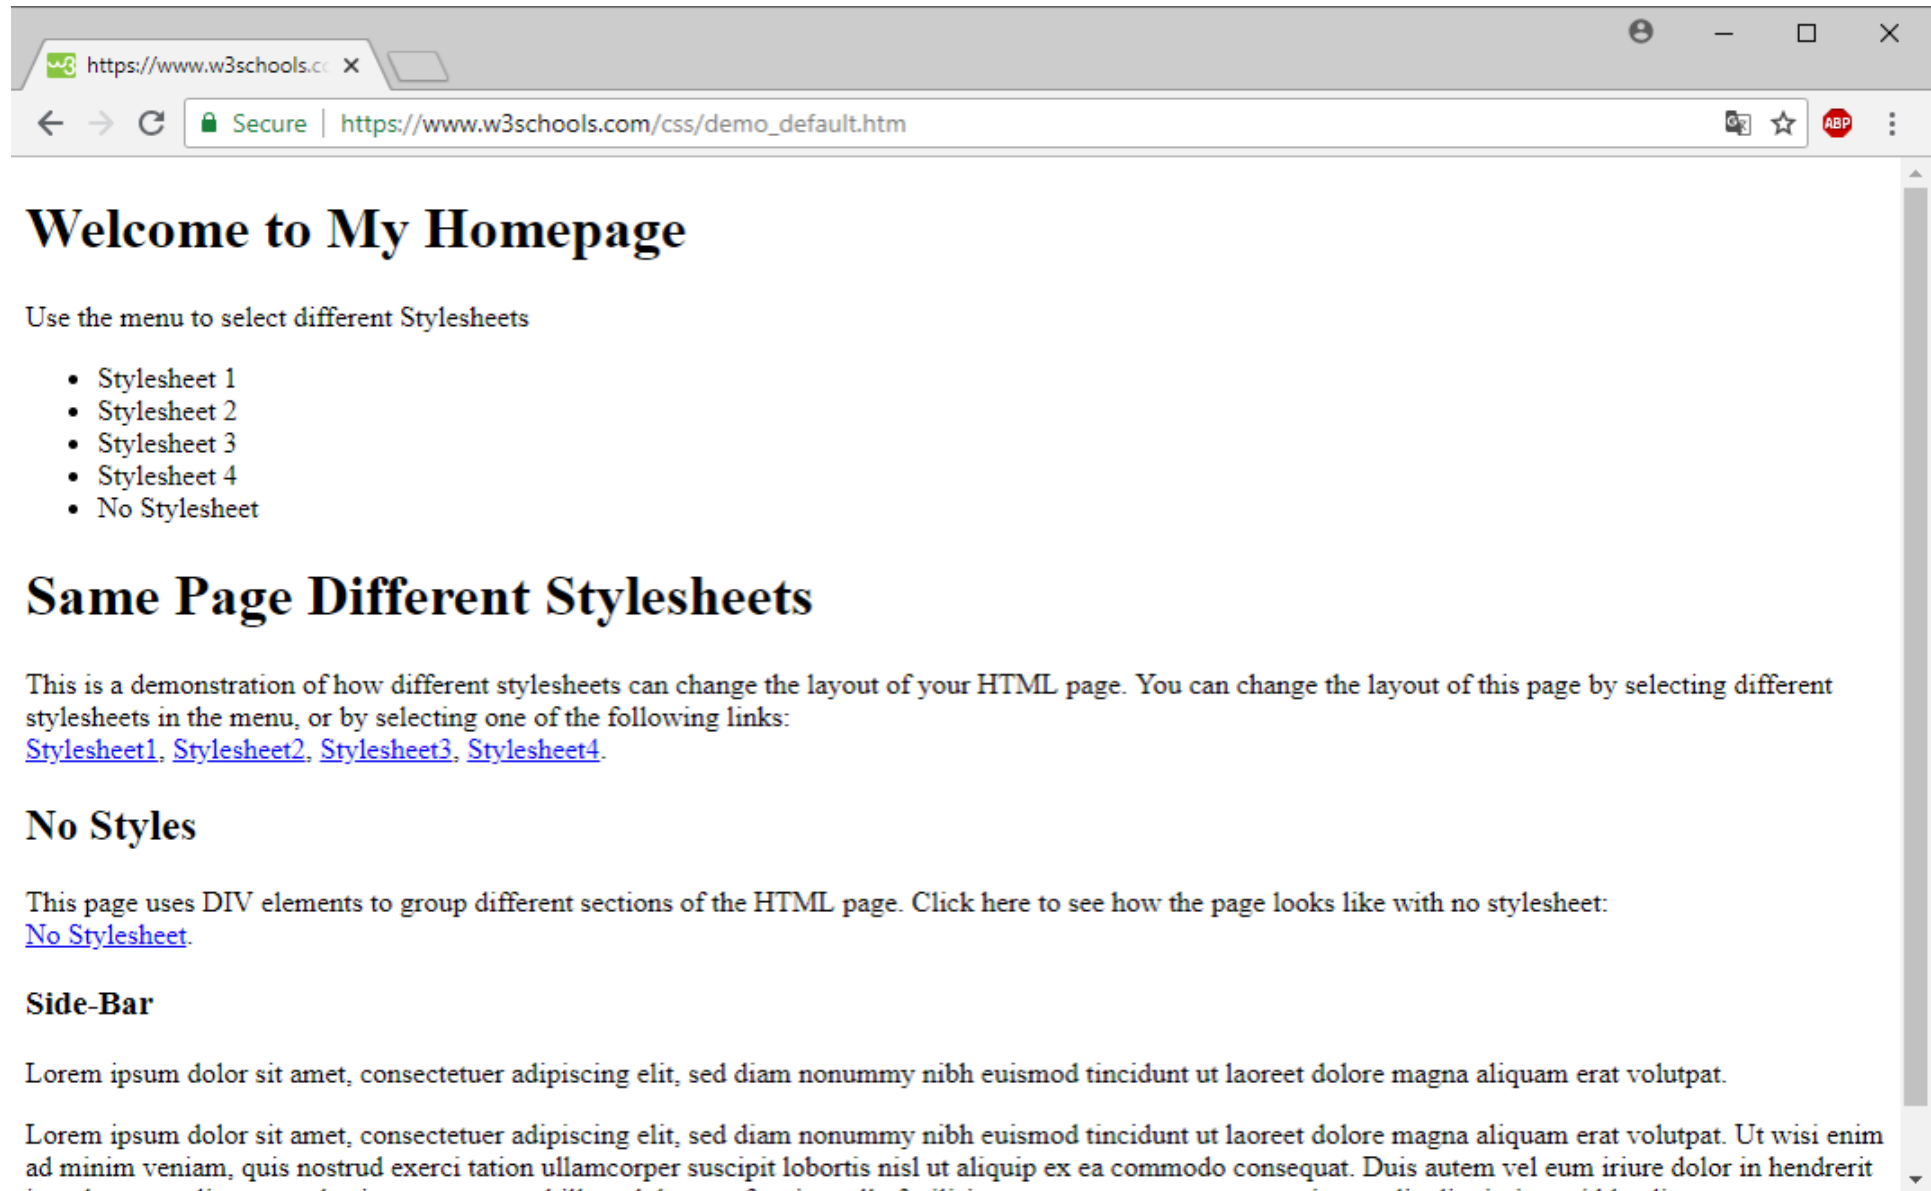 https://www.w3schools.cc
Secure | https://www.w3schools.com/css/demo_default.htm
ABP
Welcome to My Homepage
Use the menu to select different Stylesheets
• Stylesheet 1
• Stylesheet 2
• Stylesheet 3
• Stylesheet 4
• No Stylesheet
Same Page Different Stylesheets
This is a demonstration of how different stylesheets can change the layout of your HTML page. You can change the layout of this page by selecting different
stylesheets in the menu, or by selecting one of the following links:
Stylesheet1, Stylesheet2, Stylesheet3, Stylesheet4.
No Styles
This page uses DIV elements to group different sections of the HTML page. Click here to see how the page looks like with no stylesheet:
No Stylesheet.
Side-Bar
Lorem ipsum dolor sit amet, consectetuer adipiscing elit, sed diam nonummy nibh euismod tincidunt ut laoreet dolore magna aliquam erat volutpat.
Lorem ipsum dolor sit amet, consectetuer adipiscing elit, sed diam nonummy nibh euismod tincidunt ut laoreet dolore magna aliquam erat volutpat. Ut wisi enim
ad minim veniam, quis nostrud exerci tation ullamcorper suscipit lobortis nisl ut aliquip ex ea commodo consequat. Duis autem vel eum iriure dolor in hendrerit